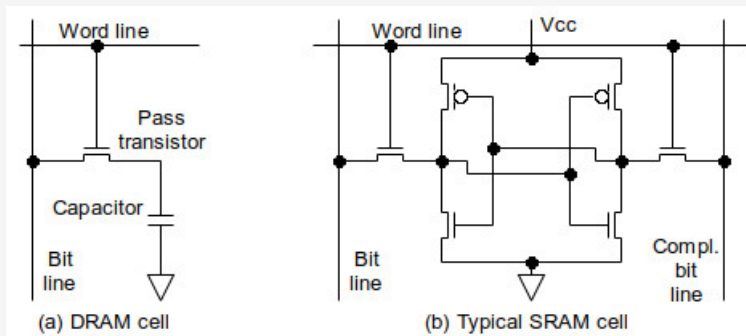 Word line
Pass
transistor
Capacitor
Bit
line
(a) DRAM cell
Word line
Vcc
Bit
line
Compl.
bit
line
(b) Typical SRAM cell